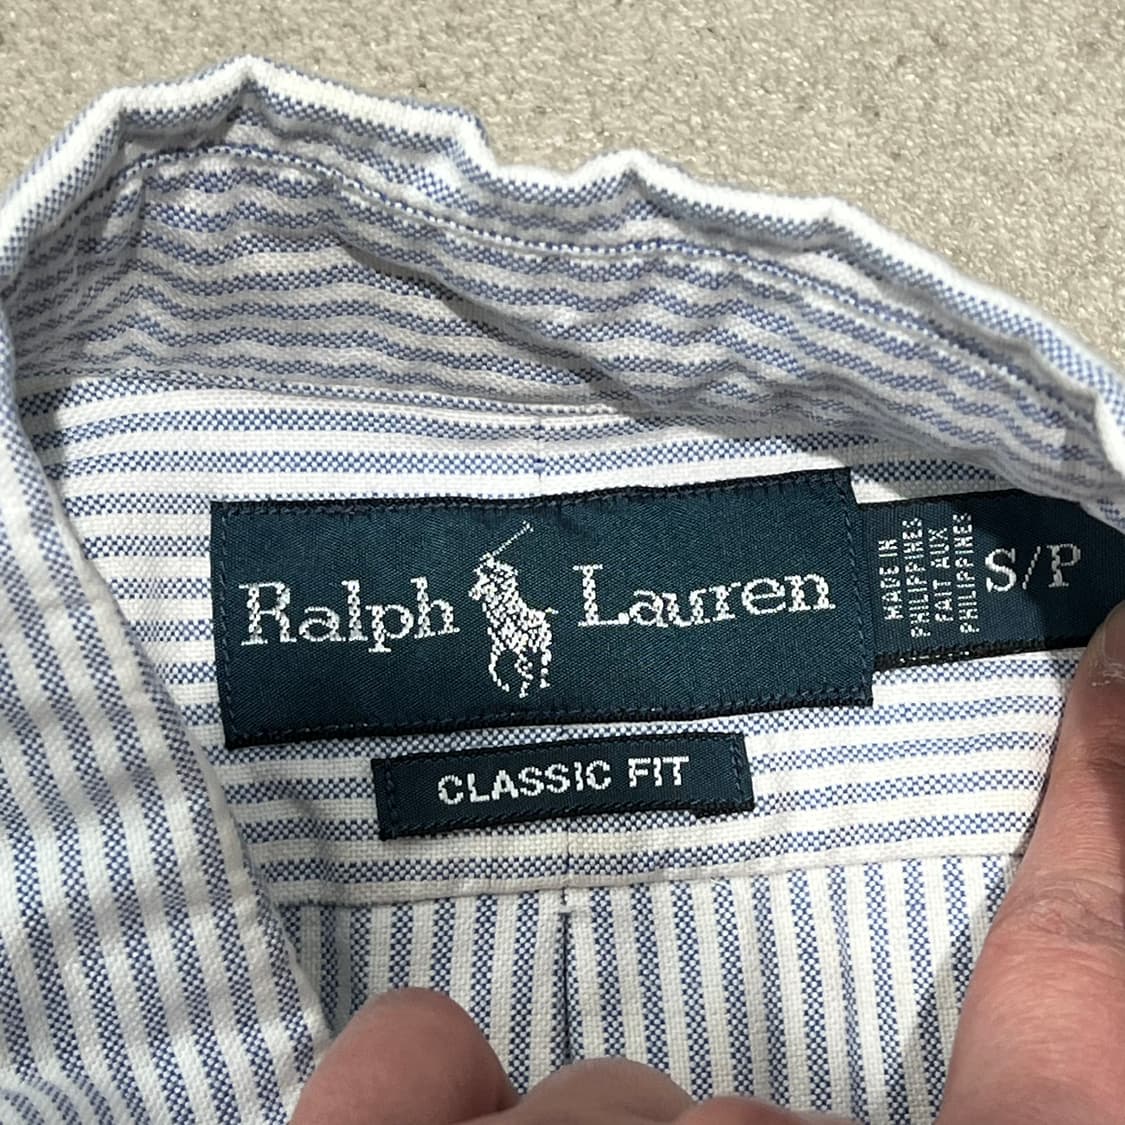 Ralph Lauren
MADE IN
PHILIPPINES
FAIT AUX
PHILIPPINES
S/P
CLASSIC FIT